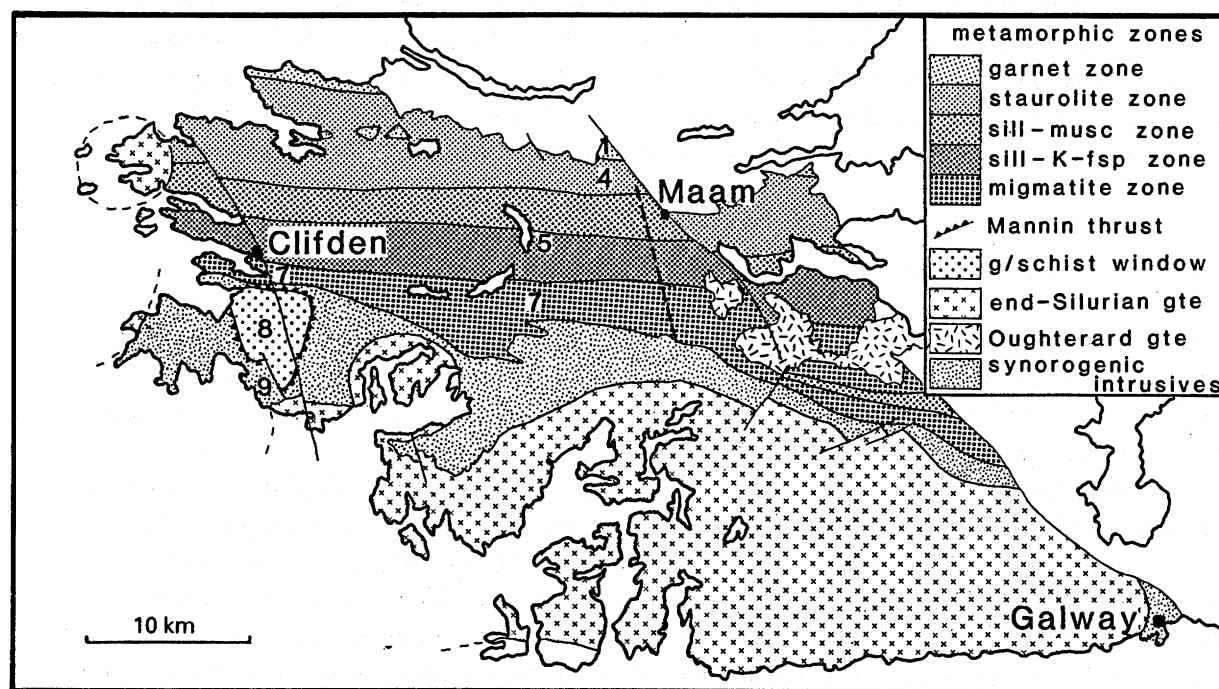 metamorphic zones
garnet zone
staurolite zone
sill-musc zone
sill-K-fsp zone
migmatite zone
Mannin thrust
g/schist window
end-Silurian gte
Oughterard gte
synorogenic
intrusives
1
4
Maam
5
Clifden
7
7
8
9
10 km
Galway